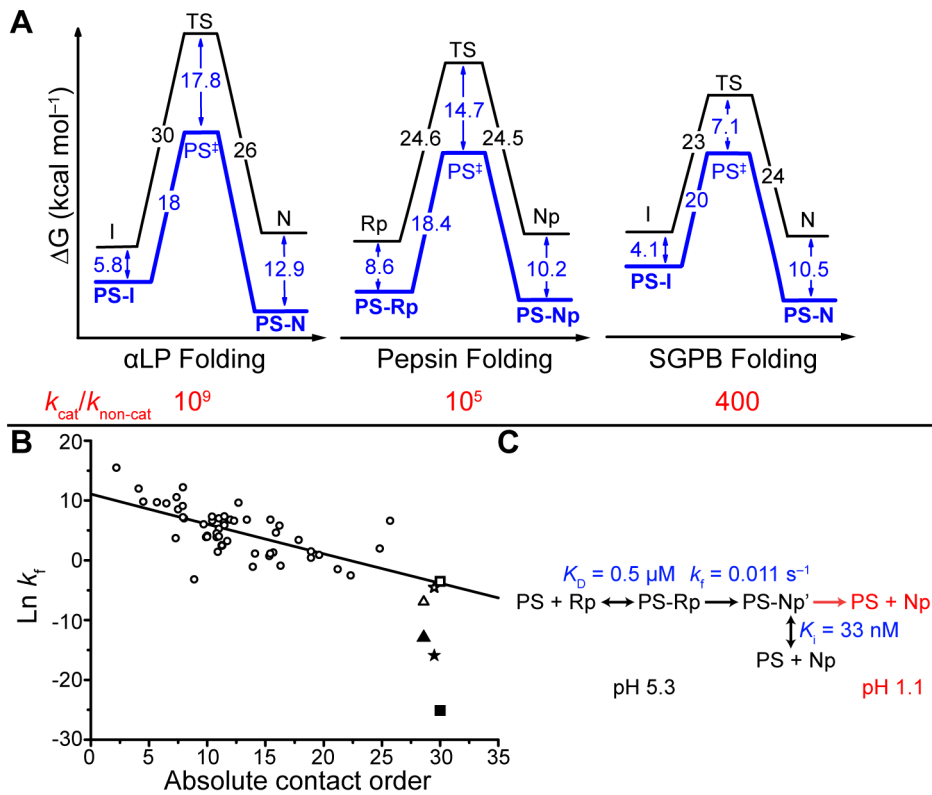 A
ΔG (kcal mol⁻¹)
TS
17.8
PS‡
30
26
18
I
N
5.8
12.9
PS-I
PS-N
αLP Folding
TS
14.7
PS‡
24.6
24.5
18.4
Rp
Np
8.6
10.2
PS-Rp
PS-Np
Pepsin Folding
TS
7.1
PS‡
23
24
20
I
N
4.1
10.5
PS-I
PS-N
SGPB Folding
kcat/knon-cat 10⁹ 10⁵ 400
B
Ln kf
20
10
0
-10
-20
-30
0 5 10 15 20 25 30 35
Absolute contact order
C
KD = 0.5 μM kf = 0.011 s⁻¹
PS + Rp PS-Rp PS-Np' PS + Np
Ki = 33 nM
PS + Np
pH 5.3 pH 1.1